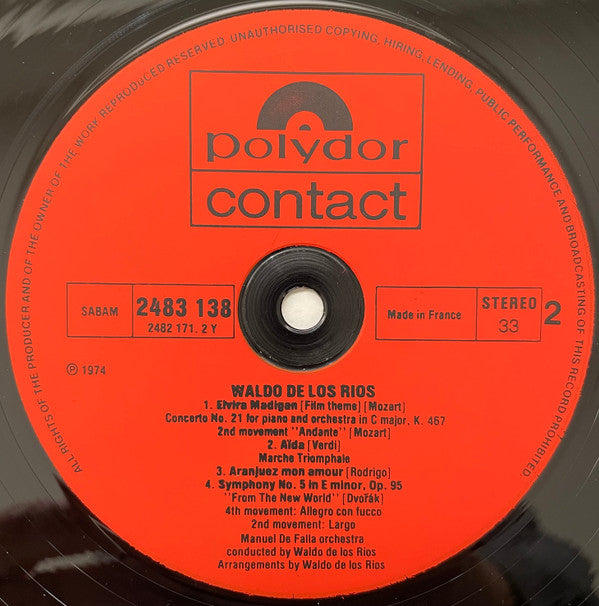 ALL RIGHTS OF THE PRODUCER AND OF THE OWNER OF THE WORK REPRODUCED RESERVED. UNAUTHORISED COPYING, HIRING, LENDING, PUBLIC PERFORMANCE AND BROADCASTING OF THIS RECORD PROHIBITED.
polydor
contact
SABAM
2483 138
2482 171. 2 Y
Made in France
STEREO
33
2
℗ 1974
WALDO DE LOS RIOS
1. Elvira Madigan [Film theme] [Mozart]
Concerto No. 21 for piano and orchestra in C major, K. 467
2nd movement "Andante" [Mozart]
2. Aïda [Verdi]
Marche Triomphale
3. Aranjuez mon amour [Rodrigo]
4. Symphony No. 5 in E minor, Op. 95
"From The New World" [Dvořák]
4th movement: Allegro con fucco
2nd movement: Largo
Manuel De Falla orchestra
conducted by Waldo de los Rios
Arrangements by Waldo de los Rios